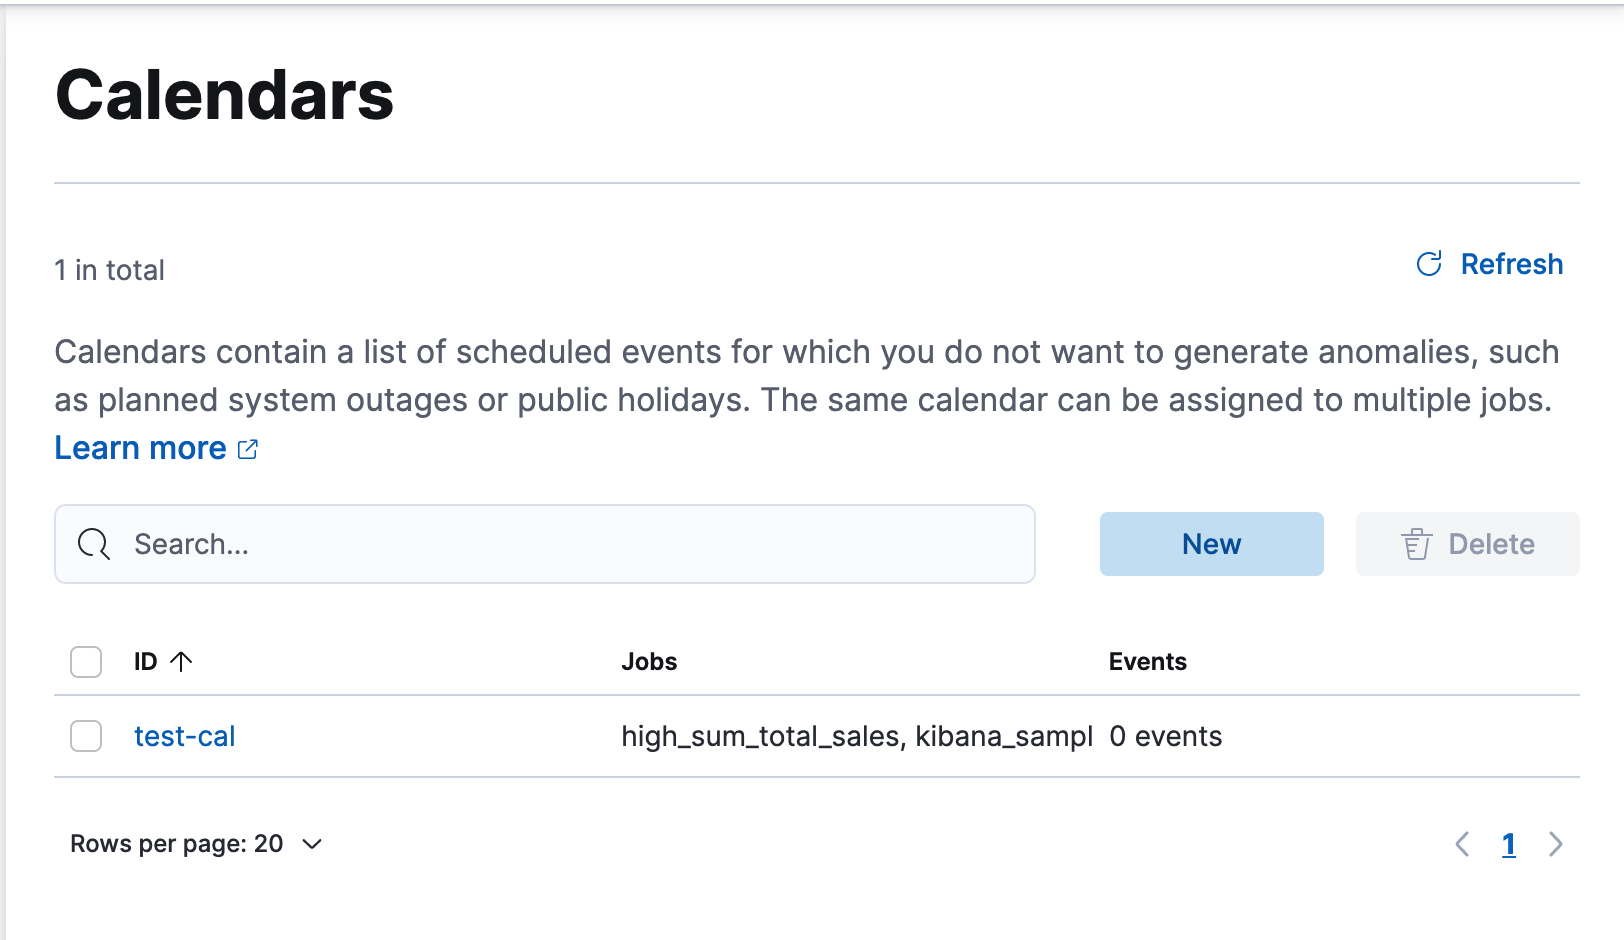 Calendars
1 in total
Refresh
Calendars contain a list of scheduled events for which you do not want to generate anomalies, such
as planned system outages or public holidays. The same calendar can be assigned to multiple jobs.
Learn more
Search...
New
Delete
ID
Jobs
Events
test-cal
high_sum_total_sales, kibana_sampl
0 events
Rows per page: 20
1